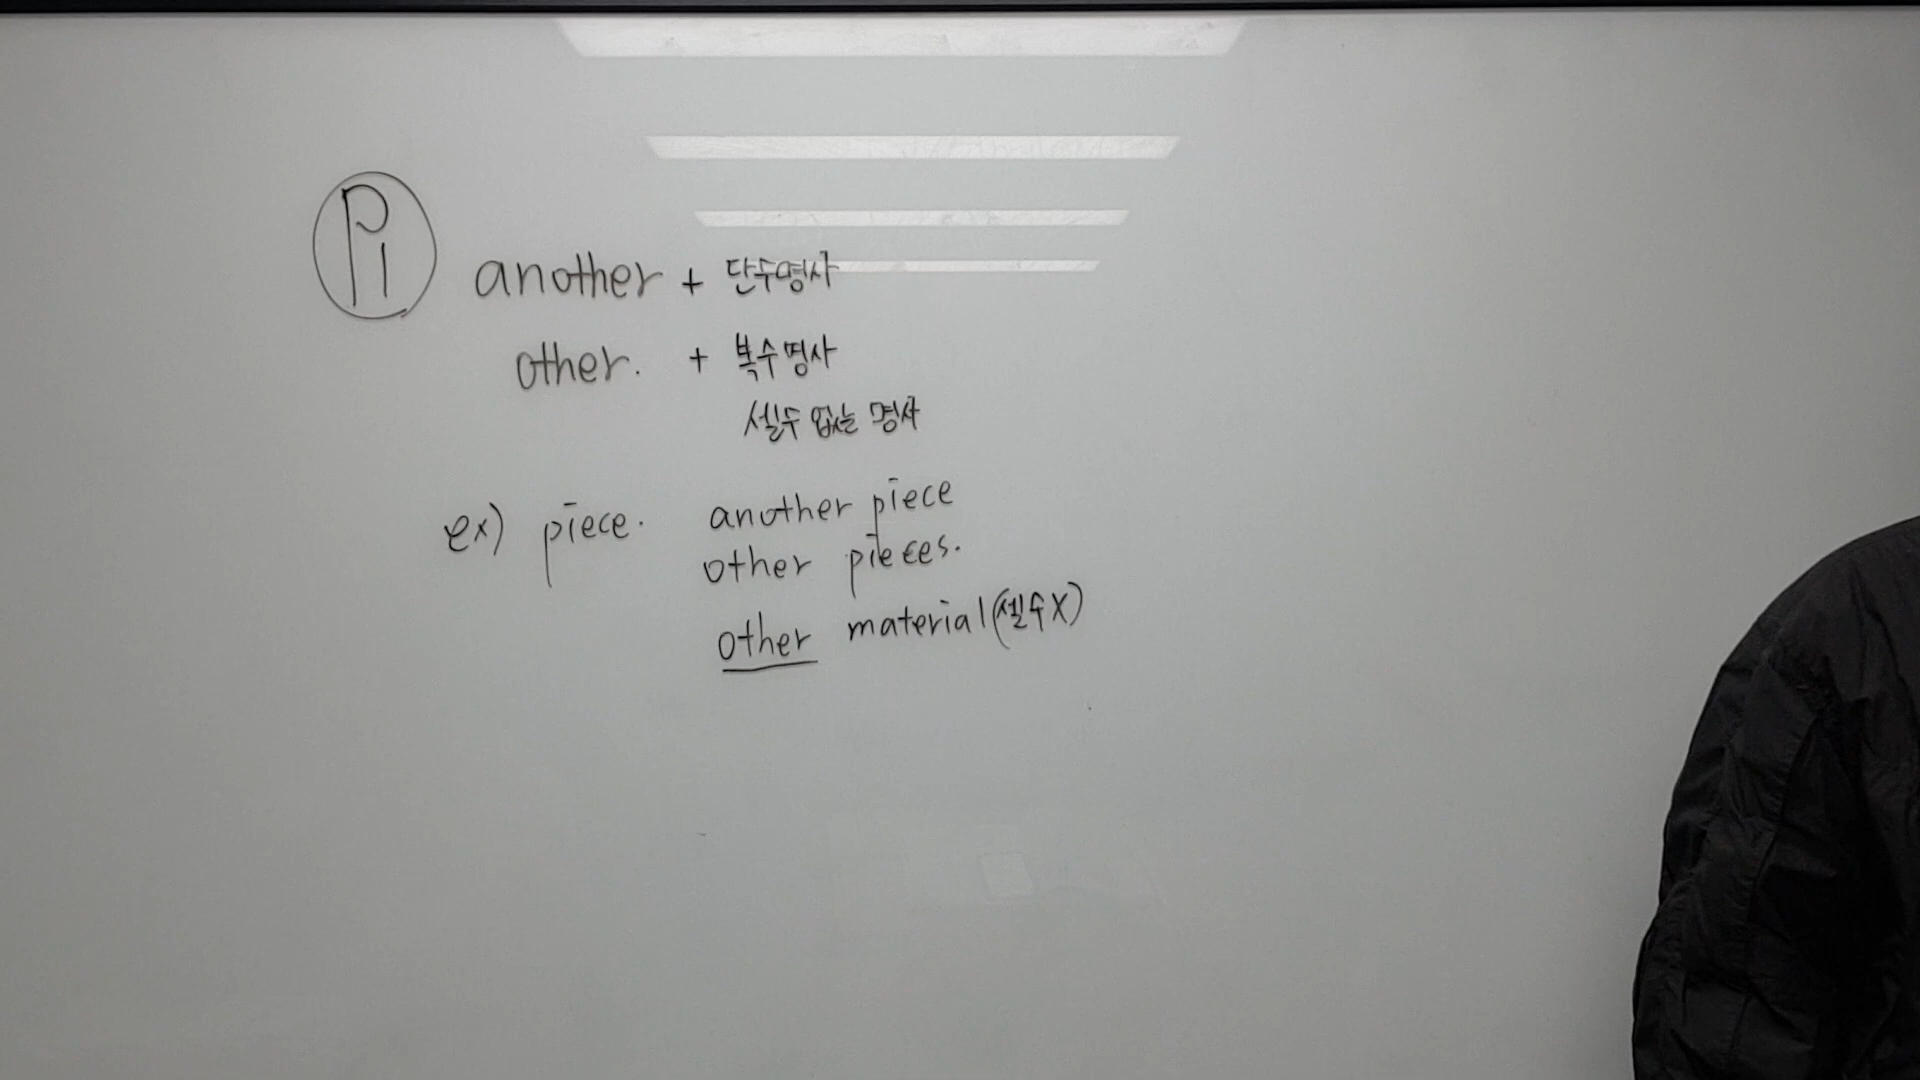 P1
another + 단수명사
other. + 복수명사
셀수 없는 명사
ex) piece. another piece
other pieces.
other material(셀수X)